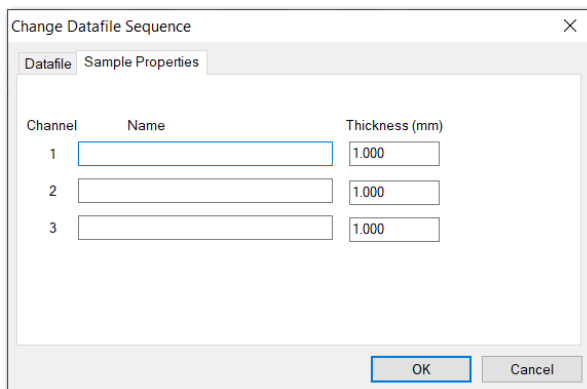 Change Datafile Sequence
Datafile Sample Properties
Channel Name Thickness (mm)
1 1.000
2 1.000
3 1.000
OK Cancel